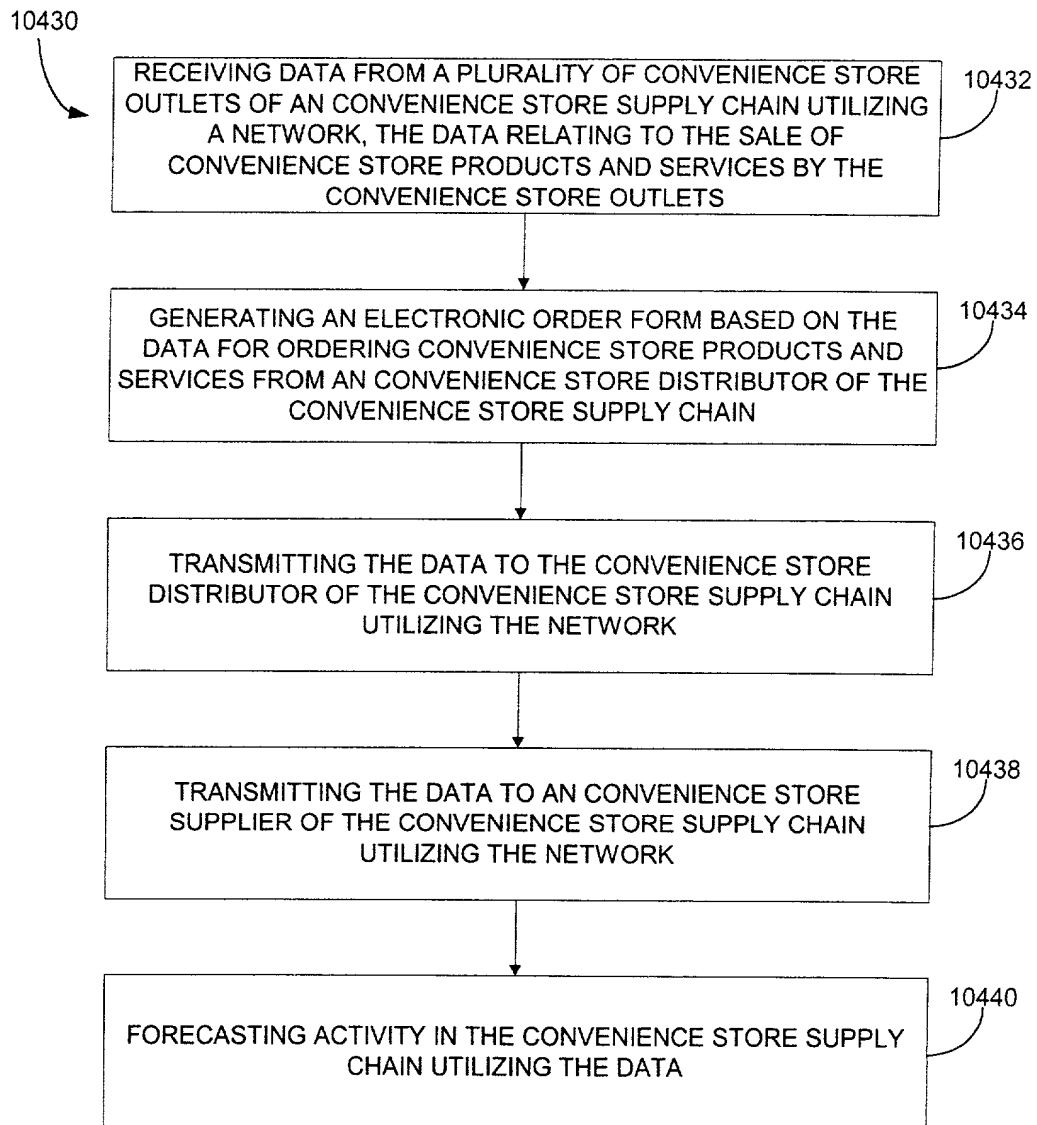 10430
RECEIVING DATA FROM A PLURALITY OF CONVENIENCE STORE
OUTLETS OF AN CONVENIENCE STORE SUPPLY CHAIN UTILIZING
A NETWORK, THE DATA RELATING TO THE SALE OF
CONVENIENCE STORE PRODUCTS AND SERVICES BY THE
CONVENIENCE STORE OUTLETS
10432
GENERATING AN ELECTRONIC ORDER FORM BASED ON THE
DATA FOR ORDERING CONVENIENCE STORE PRODUCTS AND
SERVICES FROM AN CONVENIENCE STORE DISTRIBUTOR OF THE
CONVENIENCE STORE SUPPLY CHAIN
10434
TRANSMITTING THE DATA TO THE CONVENIENCE STORE
DISTRIBUTOR OF THE CONVENIENCE STORE SUPPLY CHAIN
UTILIZING THE NETWORK
10436
TRANSMITTING THE DATA TO AN CONVENIENCE STORE
SUPPLIER OF THE CONVENIENCE STORE SUPPLY CHAIN
UTILIZING THE NETWORK
10438
FORECASTING ACTIVITY IN THE CONVENIENCE STORE SUPPLY
CHAIN UTILIZING THE DATA
10440